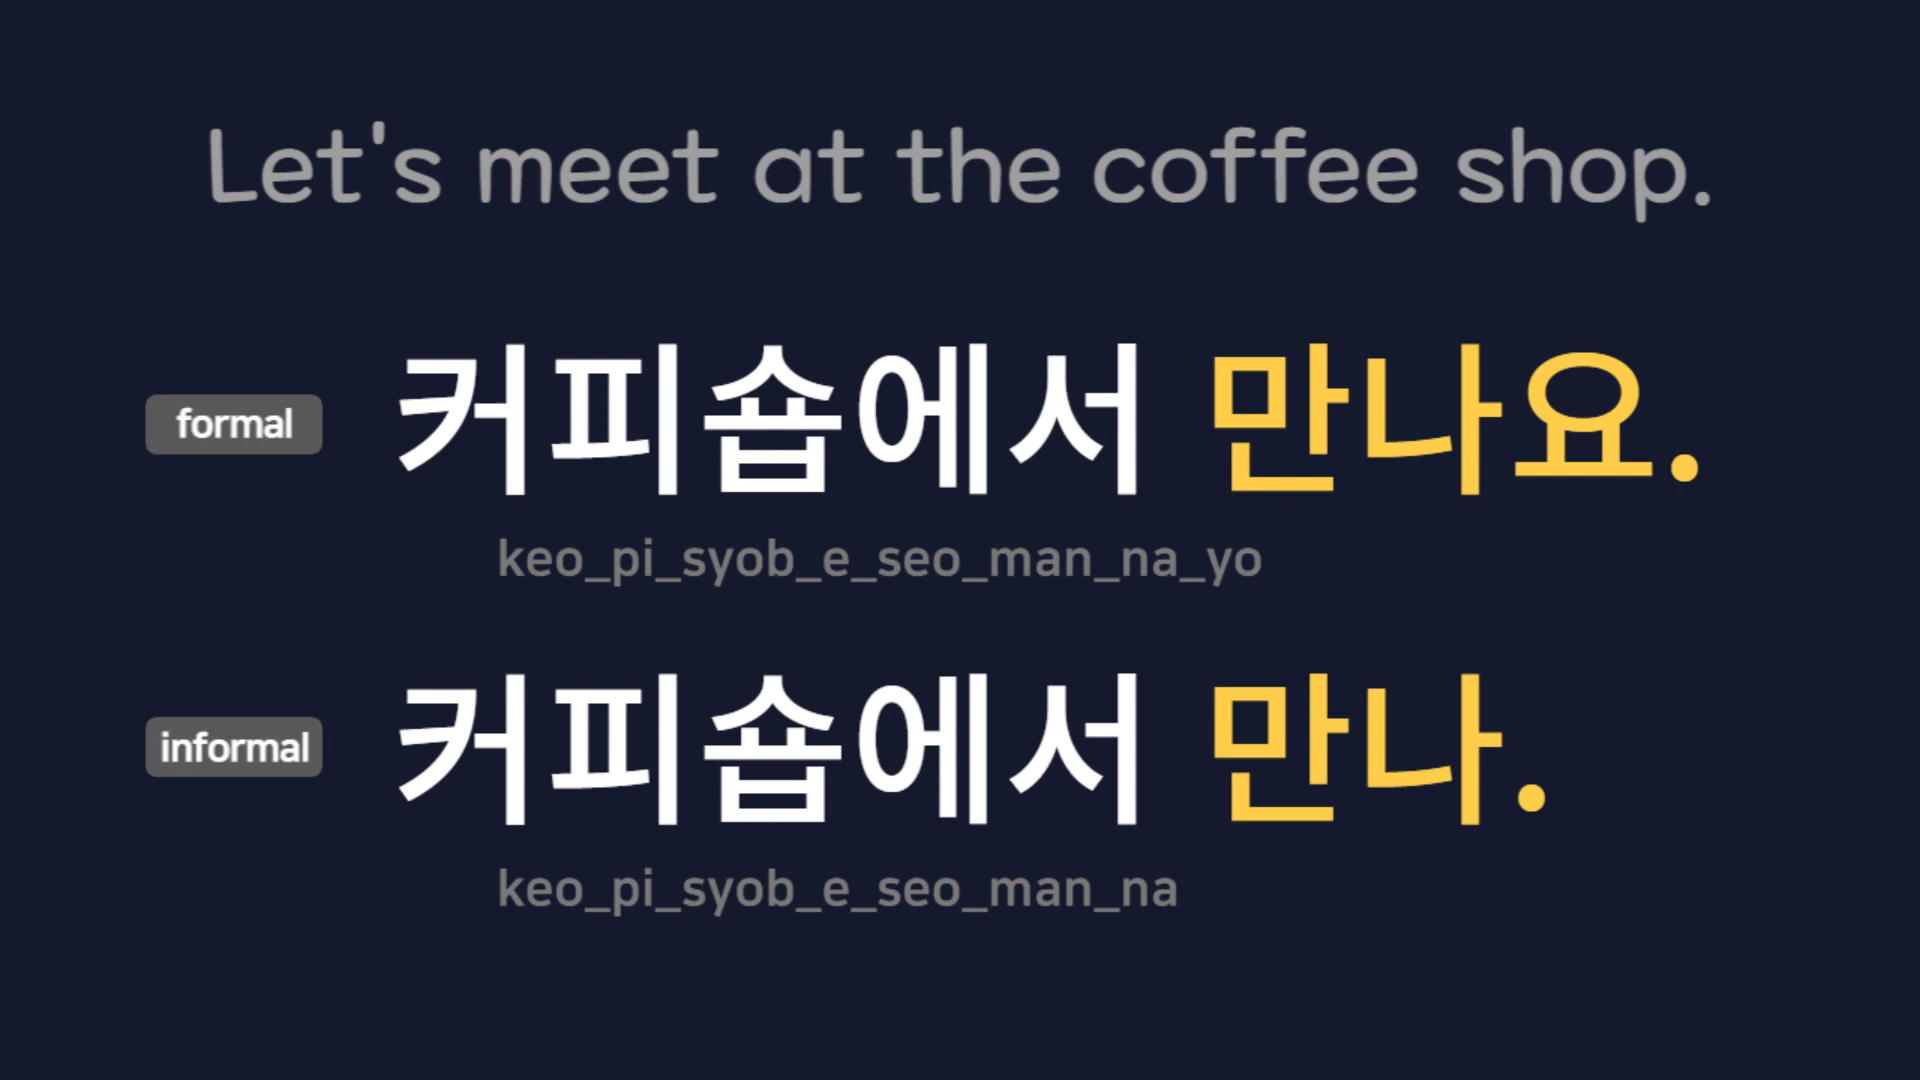 Let's meet at the coffee shop.
formal 커피숍에서 만나요.
keo_pi_syob_e_seo_man_na_yo
informal 커피숍에서 만나.
keo_pi_syob_e_seo_man_na